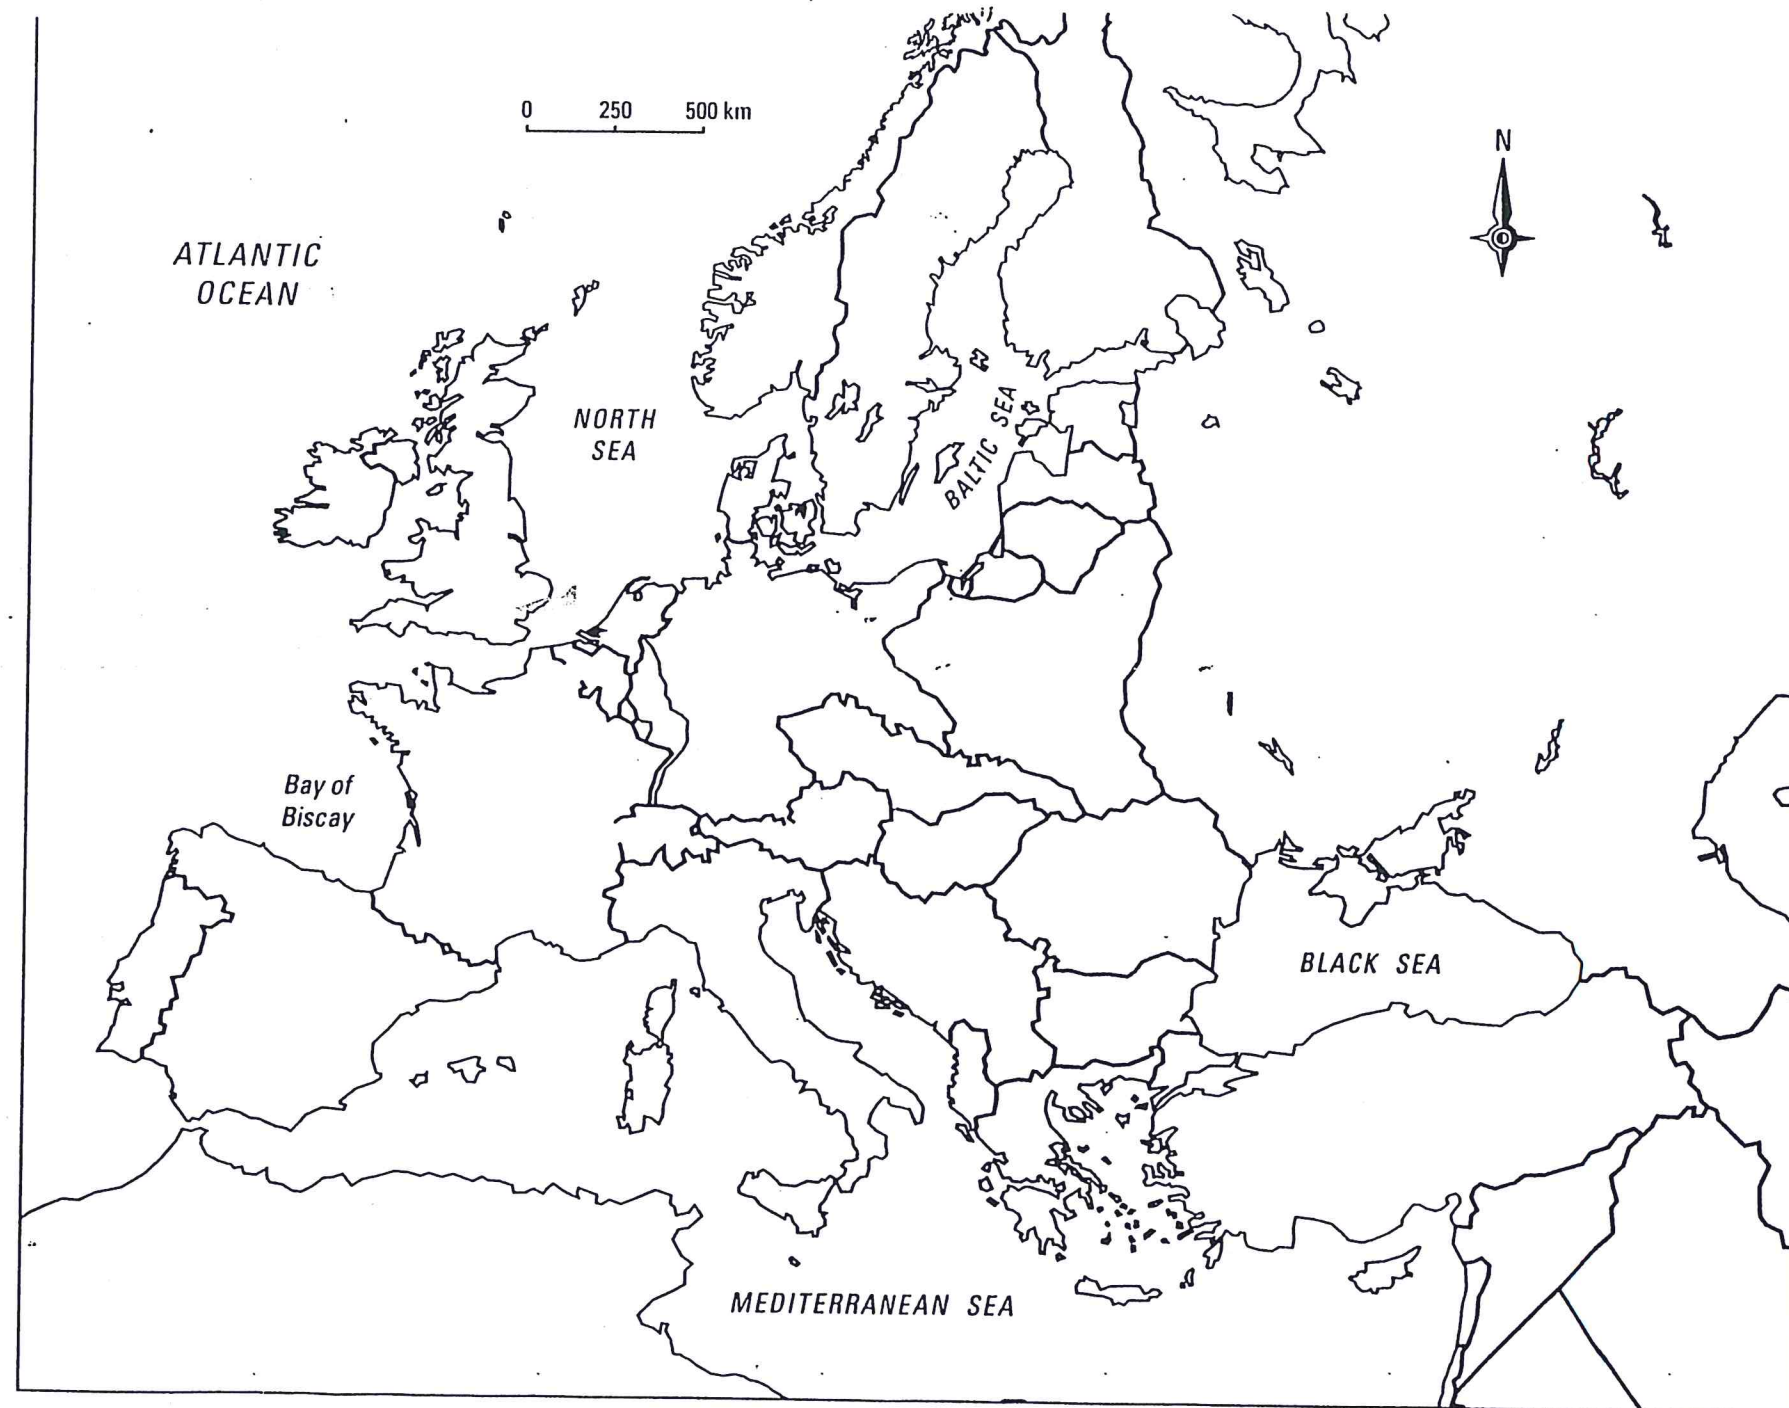 0 250 500 km
N
ATLANTIC
OCEAN
NORTH
SEA
BALTIC SEA
Bay of
Biscay
BLACK SEA
MEDITERRANEAN SEA